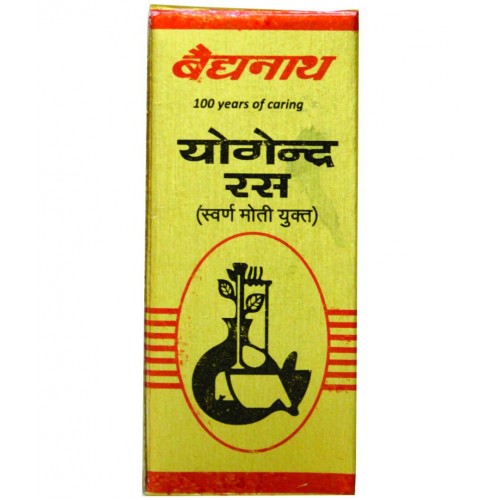 बैद्यनाथ
100 years of caring
योगेन्द्र
रस
(स्वर्ण मोती युक्त)